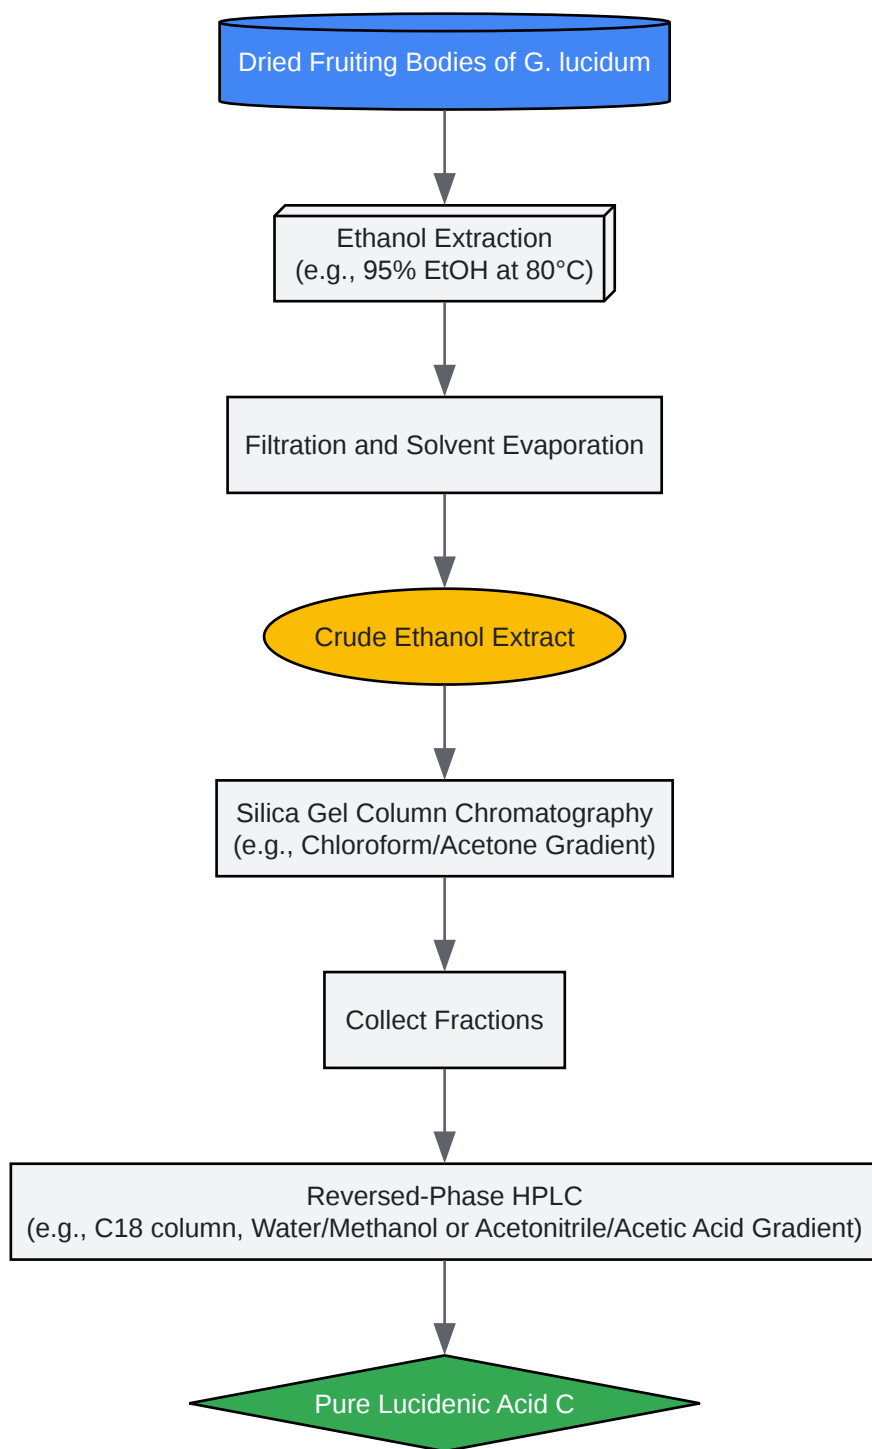 Dried Fruiting Bodies of G. lucidum
Ethanol Extraction
(e.g., 95% EtOH at 80°C)
Filtration and Solvent Evaporation
Crude Ethanol Extract
Silica Gel Column Chromatography
(e.g., Chloroform/Acetone Gradient)
Collect Fractions
Reversed-Phase HPLC
(e.g., C18 column, Water/Methanol or Acetonitrile/Acetic Acid Gradient)
Pure Lucidenic Acid C